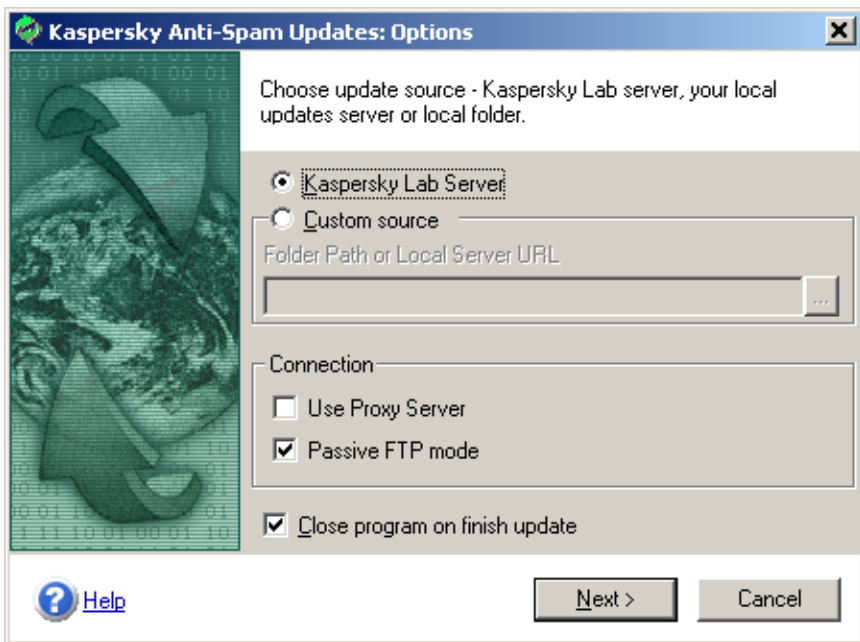 Kaspersky Anti-Spam Updates: Options
Choose update source - Kaspersky Lab server, your local
updates server or local folder.
Kaspersky Lab Server
Custom source
Folder Path or Local Server URL
...
Connection
Use Proxy Server
Passive FTP mode
Close program on finish update
Help
Next >
Cancel